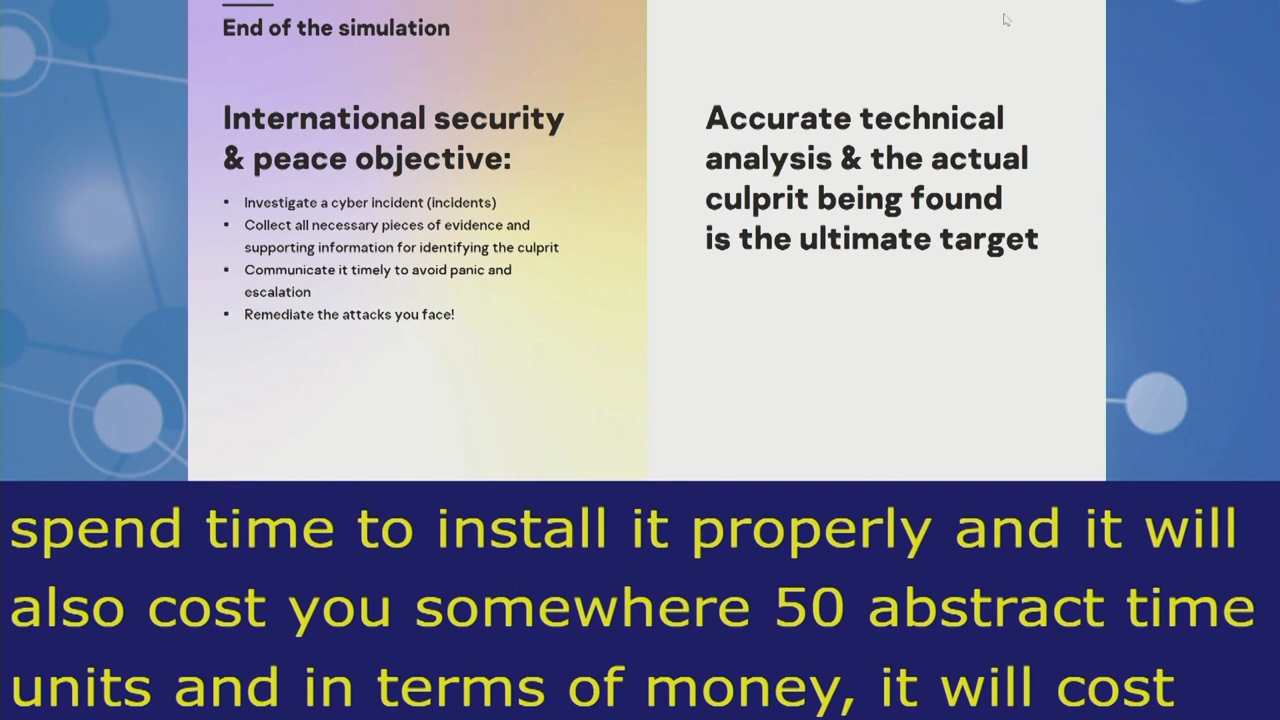 End of the simulation
International security
& peace objective:
• Investigate a cyber incident (incidents)
• Collect all necessary pieces of evidence and
supporting information for identifying the culprit
• Communicate it timely to avoid panic and
escalation
• Remediate the attacks you face!
Accurate technical
analysis & the actual
culprit being found
is the ultimate target
spend time to install it properly and it will
also cost you somewhere 50 abstract time
units and in terms of money, it will cost